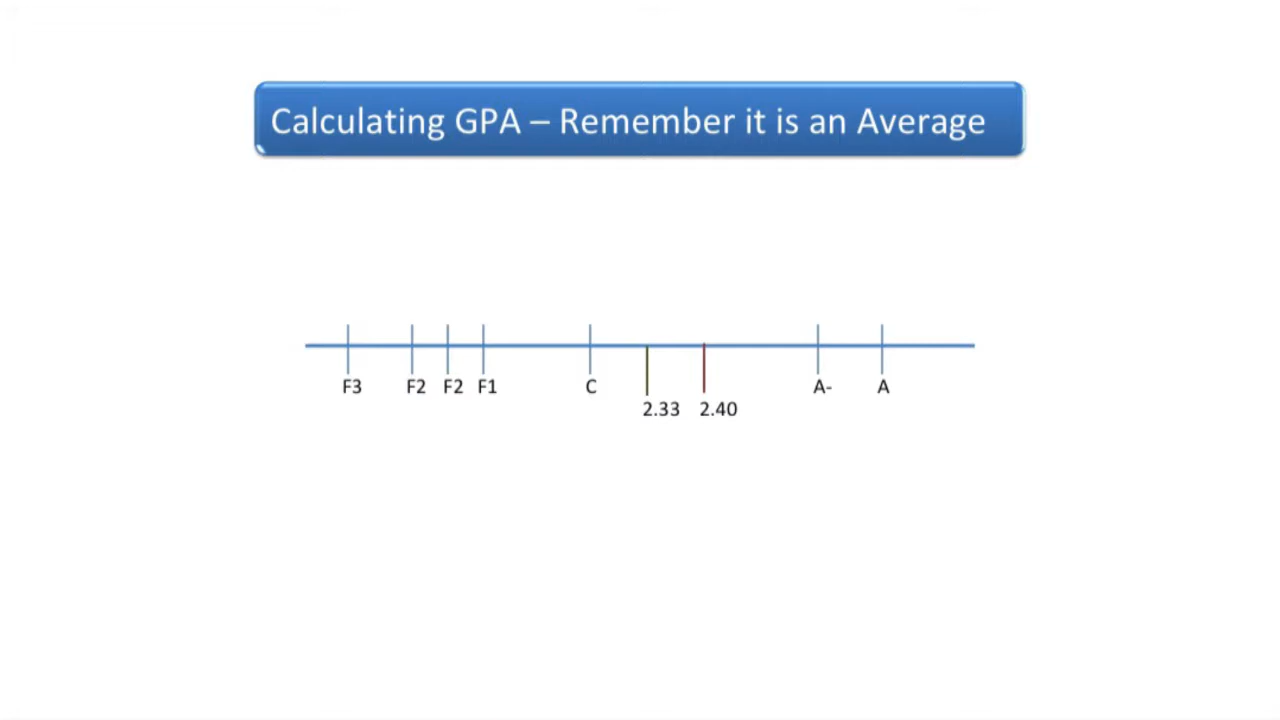 Calculating GPA – Remember it is an Average
F3 F2 F2 F1 C A- A
2.33 2.40